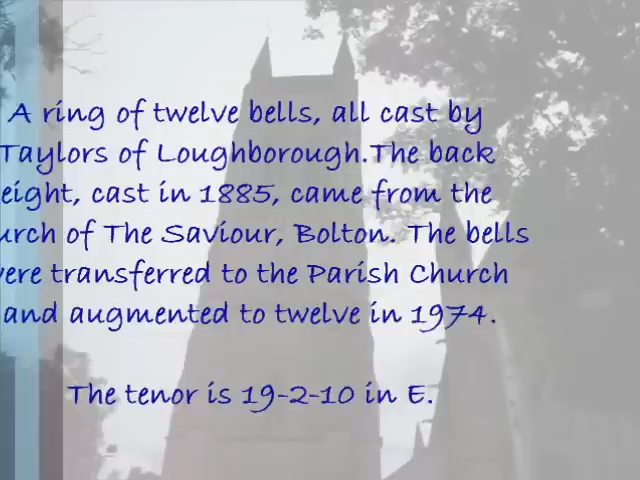 A ring of twelve bells, all cast by
Taylors of Loughborough.The back
eight, cast in 1885, came from the
urch of The Saviour, Bolton. The bells
ere transferred to the Parish Church
and augmented to twelve in 1974.
The tenor is 19-2-10 in E.